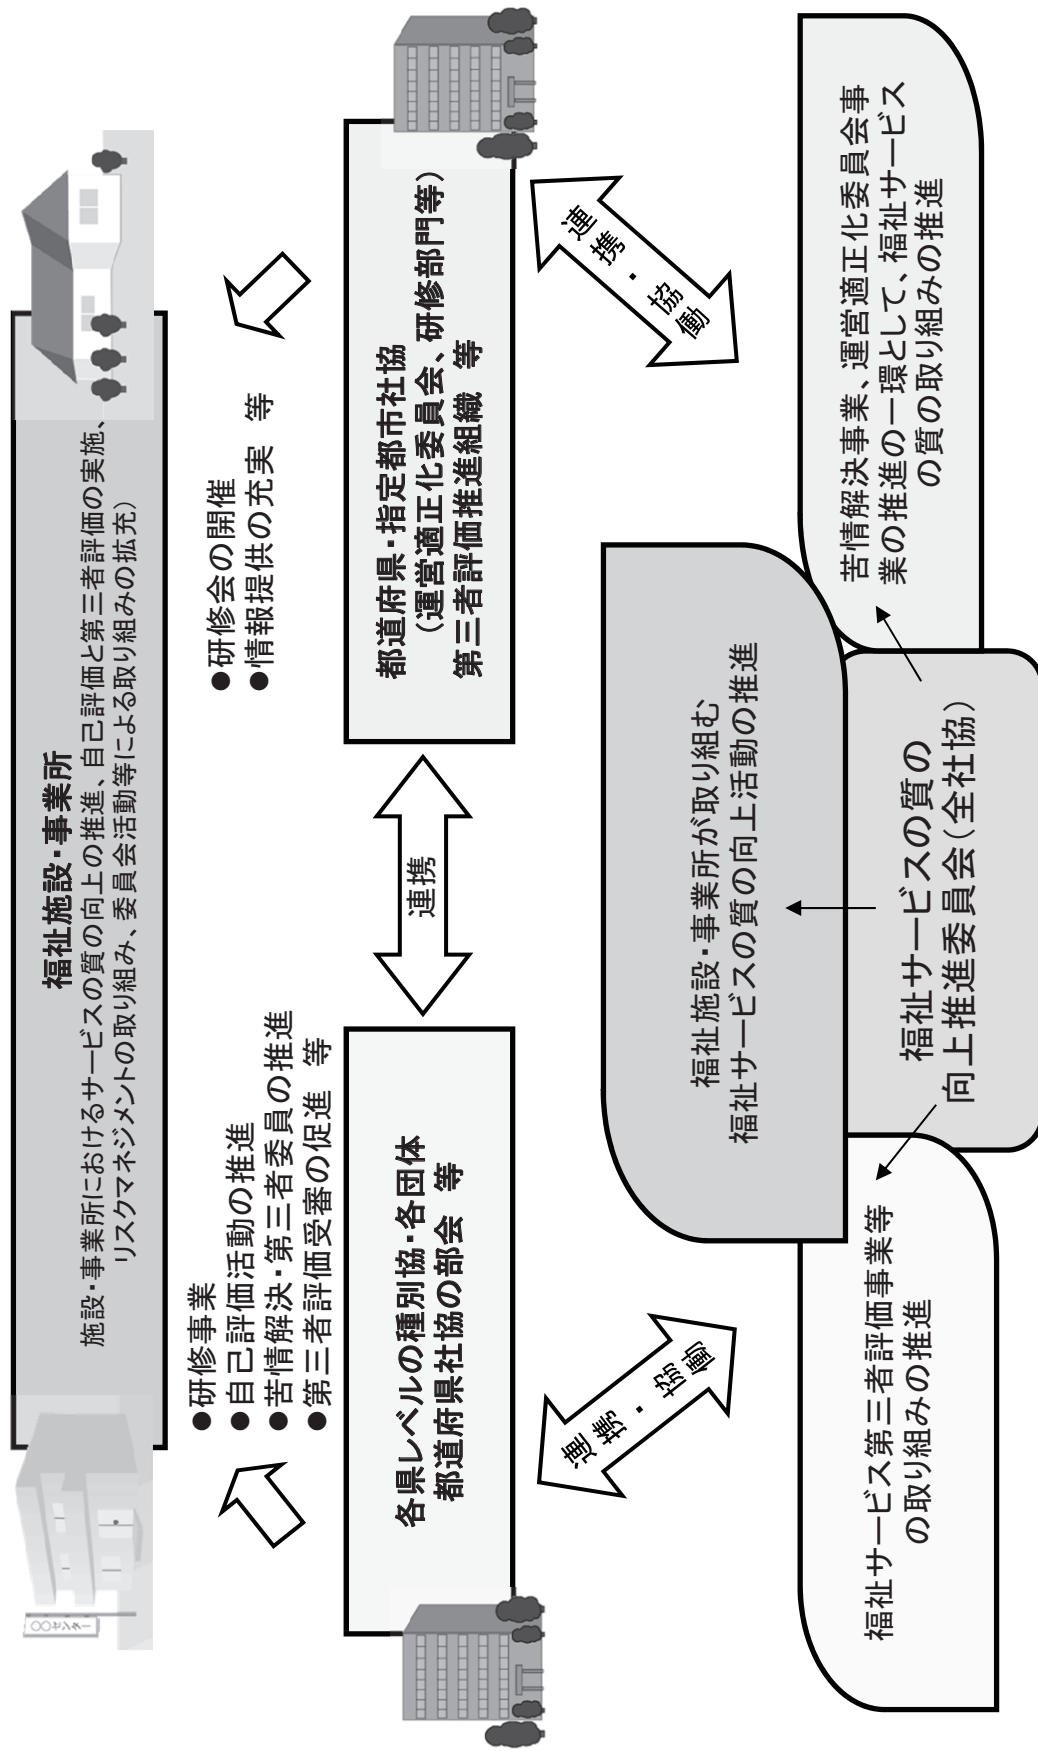 福祉施設・事業所
施設・事業所におけるサービスの質の向上の推進、自己評価と第三者評価の実施、
リスクマネジメントの取り組み、委員会活動等による取り組みの拡充)
○○センター
●研修事業
●自己評価活動の推進
●苦情解決・第三者委員の推進
●第三者評価受審の促進 等
●研修会の開催
●情報提供の充実 等
各県レベルの種別協・各団体
都道府県社協の部会 等
連携
都道府県・指定都市社協
(運営適正化委員会、研修部門等)
第三者評価推進組織 等
連携・協働
連携・協働
福祉施設・事業所が取り組む
福祉サービスの質の向上活動の推進
福祉サービス第三者評価事業等
の取り組みの推進
福祉サービスの質の
向上推進委員会(全社協)
苦情解決事業、運営適正化委員会事
業の推進の一環として、福祉サービス
の質の取り組みの推進